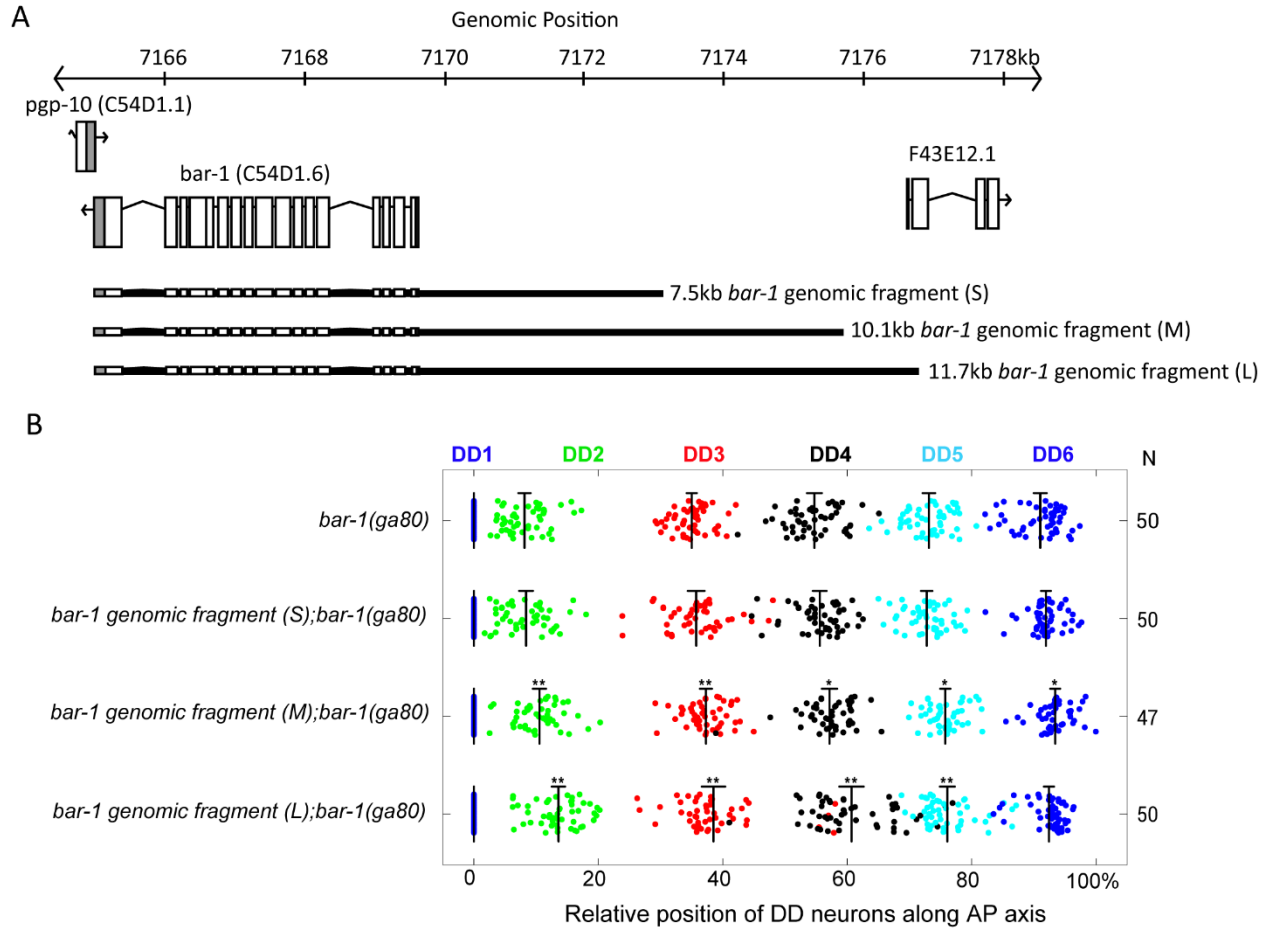 A
Genomic Position
7166 7168 7170 7172 7174 7176 7178kb
pgp-10 (C54D1.1)
bar-1 (C54D1.6)
F43E12.1
7.5kb bar-1 genomic fragment (S)
10.1kb bar-1 genomic fragment (M)
11.7kb bar-1 genomic fragment (L)
B
DD1 DD2 DD3 DD4 DD5 DD6 N
bar-1(ga80) 50
bar-1 genomic fragment (S);bar-1(ga80) 50
** ** * * *
bar-1 genomic fragment (M);bar-1(ga80) 47
** ** ** **
bar-1 genomic fragment (L);bar-1(ga80) 50
0 20 40 60 80 100%
Relative position of DD neurons along AP axis